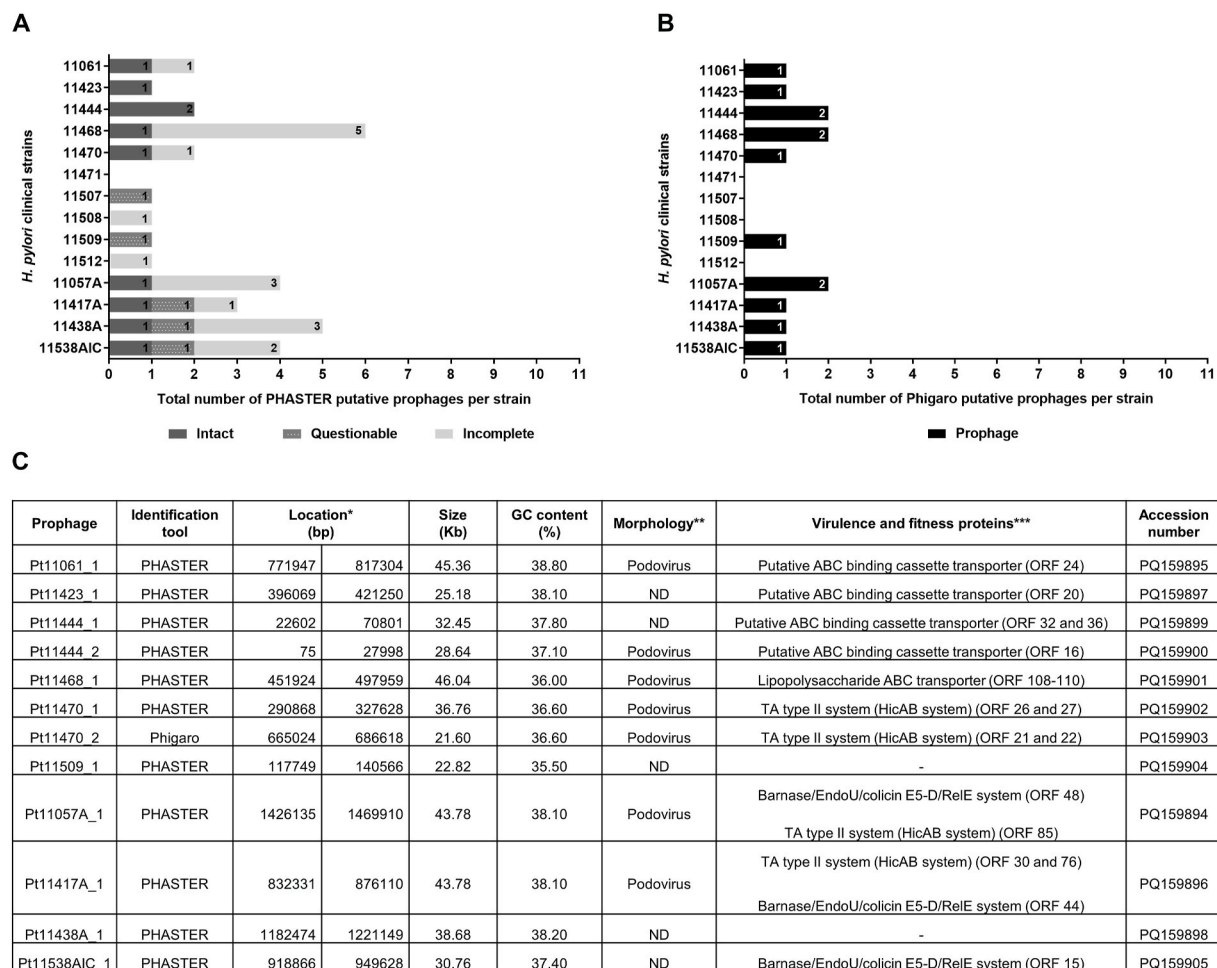 A
H. pylori clinical strains
11061 1 1
11423 1
11444 2
11468 1 5
11470 1 1
11471
11507 1
11508 1
11509 1
11512 1
11057A 1 3
11417A 1 1 1
11438A 1 1 3
11538AIC 1 1 2
0 1 2 3 4 5 6 7 8 9 10 11
Total number of PHASTER putative prophages per strain
Intact Questionable Incomplete
B
H. pylori clinical strains
11061 1
11423 1
11444 2
11468 2
11470 1
11471
11507
11508
11509 1
11512
11057A 2
11417A 1
11438A 1
11538AIC 1
0 1 2 3 4 5 6 7 8 9 10 11
Total number of Phigaro putative prophages per strain
Prophage
C
Prophage Identification tool Location* (bp) Size (Kb) GC content (%) Morphology** Virulence and fitness proteins*** Accession number
Pt11061_1 PHASTER 771947 817304 45.36 38.80 Podovirus Putative ABC binding cassette transporter (ORF 24) PQ159895
Pt11423_1 PHASTER 396069 421250 25.18 38.10 ND Putative ABC binding cassette transporter (ORF 20) PQ159897
Pt11444_1 PHASTER 22602 70801 32.45 37.80 ND Putative ABC binding cassette transporter (ORF 32 and 36) PQ159899
Pt11444_2 PHASTER 75 27998 28.64 37.10 Podovirus Putative ABC binding cassette transporter (ORF 16) PQ159900
Pt11468_1 PHASTER 451924 497959 46.04 36.00 Podovirus Lipopolysaccharide ABC transporter (ORF 108-110) PQ159901
Pt11470_1 PHASTER 290868 327628 36.76 36.60 Podovirus TA type II system (HicAB system) (ORF 26 and 27) PQ159902
Pt11470_2 Phigaro 665024 686618 21.60 36.60 Podovirus TA type II system (HicAB system) (ORF 21 and 22) PQ159903
Pt11509_1 PHASTER 117749 140566 22.82 35.50 ND - PQ159904
Pt11057A_1 PHASTER 1426135 1469910 43.78 38.10 Podovirus Barnase/EndoU/colicin E5-D/RelE system (ORF 48) PQ159894
TA type II system (HicAB system) (ORF 85)
Pt11417A_1 PHASTER 832331 876110 43.78 38.10 Podovirus TA type II system (HicAB system) (ORF 30 and 76) PQ159896
Barnase/EndoU/colicin E5-D/RelE system (ORF 44)
Pt11438A_1 PHASTER 1182474 1221149 38.68 38.20 ND - PQ159898
Pt11538AIC_1 PHASTER 918866 949628 30.76 37.40 ND Barnase/EndoU/colicin E5-D/RelE system (ORF 15) PQ159905